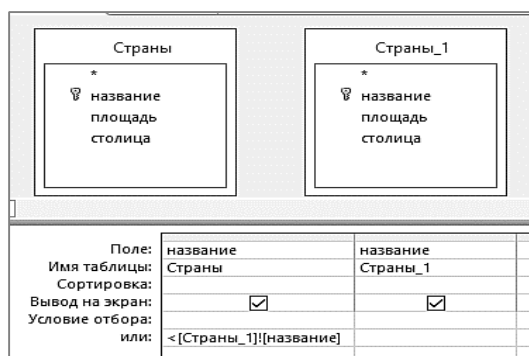 Страны
*
название
площадь
столица
Страны_1
*
название
площадь
столица
Поле: название название
Имя таблицы: Страны Страны_1
Сортировка:
Вывод на экран:
Условие отбора:
или: <[Страны_1]![название]